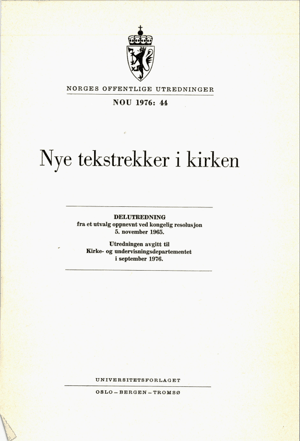 NORGES OFFENTLIGE UTREDNINGER
NOU 1976: 44
Nye tekstrekker i kirken
DELUTREDNING
fra et utvalg oppnevnt ved kongelig resolusjon
5. november 1965.
Utredningen avgitt til
Kirke- og undervisningsdepartementet
i september 1976.
UNIVERSITETSFORLAGET
OSLO – BERGEN – TROMSØ